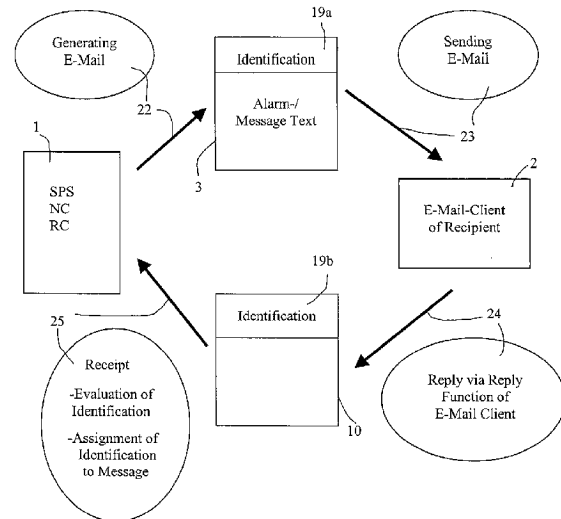 19a
Generating
E-Mail
Sending
E-Mail
Identification
22
Alarm-/
Message Text
23
1
3
2
SPS
NC
RC
E-Mail-Client
of Recipient
19b
Identification
25
24
Receipt
-Evaluation of
Identification
-Assignment of
Identification
to Message
10
Reply via Reply
Function of
E-Mail Client